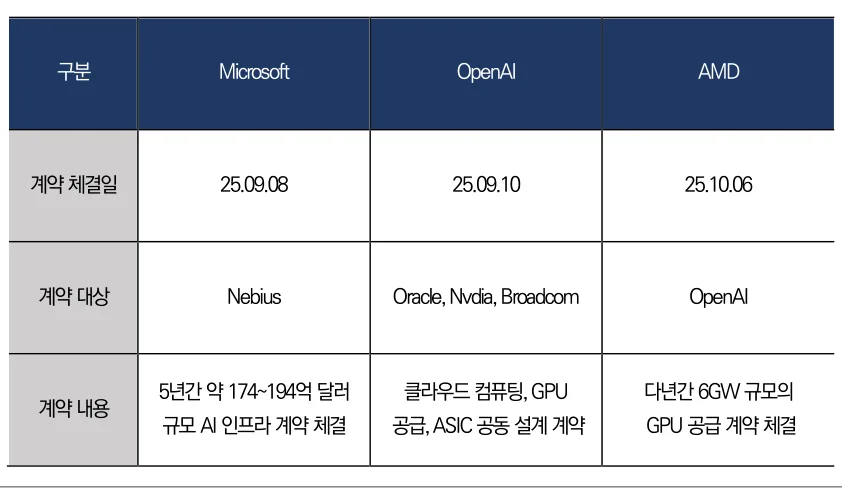 구분 Microsoft OpenAI AMD
계약 체결일 25.09.08 25.09.10 25.10.06
계약 대상 Nebius Oracle, Nvdia, Broadcom OpenAI
계약 내용
5년간 약 174~194억 달러
규모 AI 인프라 계약 체결
클라우드 컴퓨팅, GPU
공급, ASIC 공동 설계 계약
다년간 6GW 규모의
GPU 공급 계약 체결